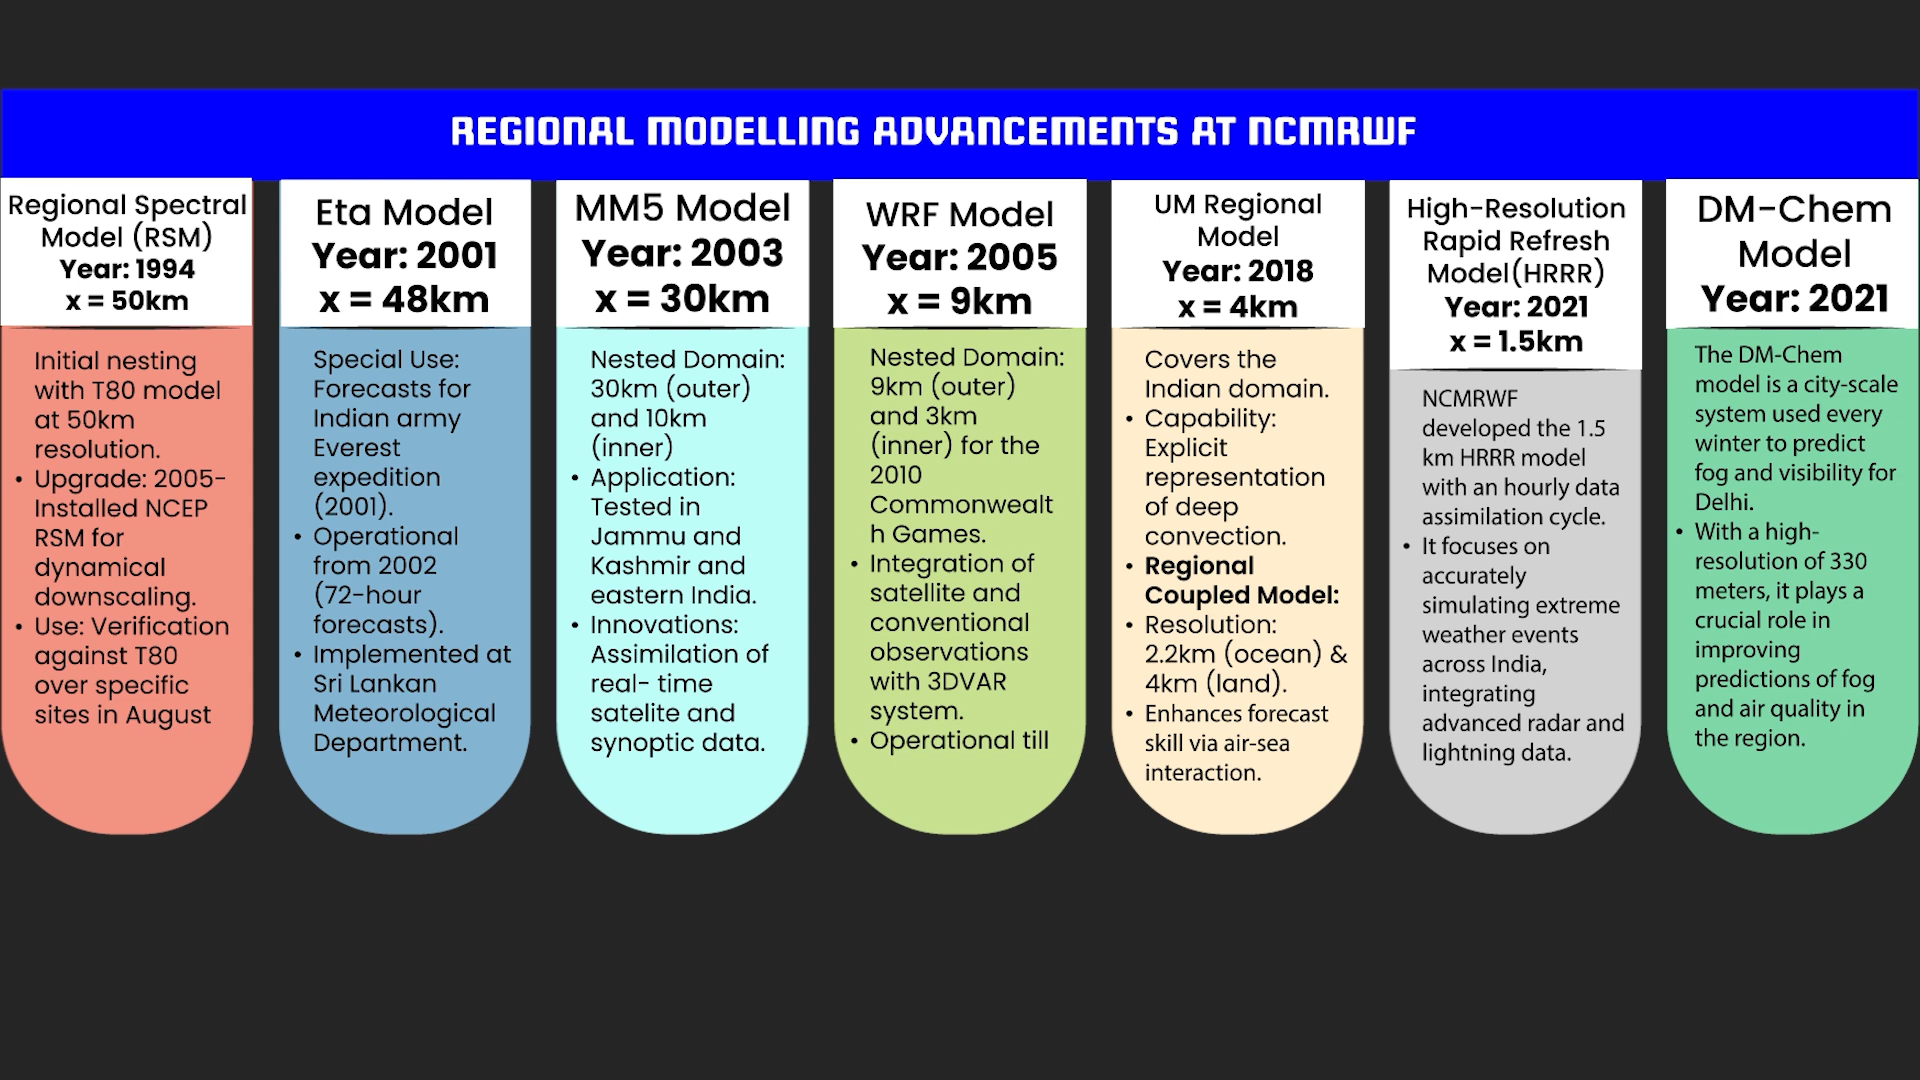 REGIONAL MODELLING ADVANCEMENTS AT NCMRWF
Regional Spectral
Model (RSM)
Year: 1994
x = 50km
Initial nesting
with T80 model
at 50km
resolution.
• Upgrade: 2005-
Installed NCEP
RSM for
dynamical
downscaling.
• Use: Verification
against T80
over specific
sites in August
Eta Model
Year: 2001
x = 48km
Special Use:
Forecasts for
Indian army
Everest
expedition
(2001).
• Operational
from 2002
(72-hour
forecasts).
• Implemented at
Sri Lankan
Meteorological
Department.
MM5 Model
Year: 2003
x = 30km
Nested Domain:
30km (outer)
and 10km
(inner)
• Application:
Tested in
Jammu and
Kashmir and
eastern India.
• Innovations:
Assimilation of
real- time
satelite and
synoptic data.
WRF Model
Year: 2005
x = 9km
Nested Domain:
9km (outer)
and 3km
(inner) for the
2010
Commonwealt
h Games.
• Integration of
satellite and
conventional
observations
with 3DVAR
system.
• Operational till
UM Regional
Model
Year: 2018
x = 4km
Covers the
Indian domain.
• Capability:
Explicit
representation
of deep
convection.
• Regional
Coupled Model:
• Resolution:
2.2km (ocean) &
4km (land).
• Enhances forecast
skill via air-sea
interaction.
High-Resolution
Rapid Refresh
Model(HRRR)
Year: 2021
x = 1.5km
NCMRWF
developed the 1.5
km HRRR model
with an hourly data
assimilation cycle.
• It focuses on
accurately
simulating extreme
weather events
across India,
integrating
advanced radar and
lightning data.
DM-Chem
Model
Year: 2021
The DM-Chem
model is a city-scale
system used every
winter to predict
fog and visibility for
Delhi.
• With a high-
resolution of 330
meters, it plays a
crucial role in
improving
predictions of fog
and air quality in
the region.